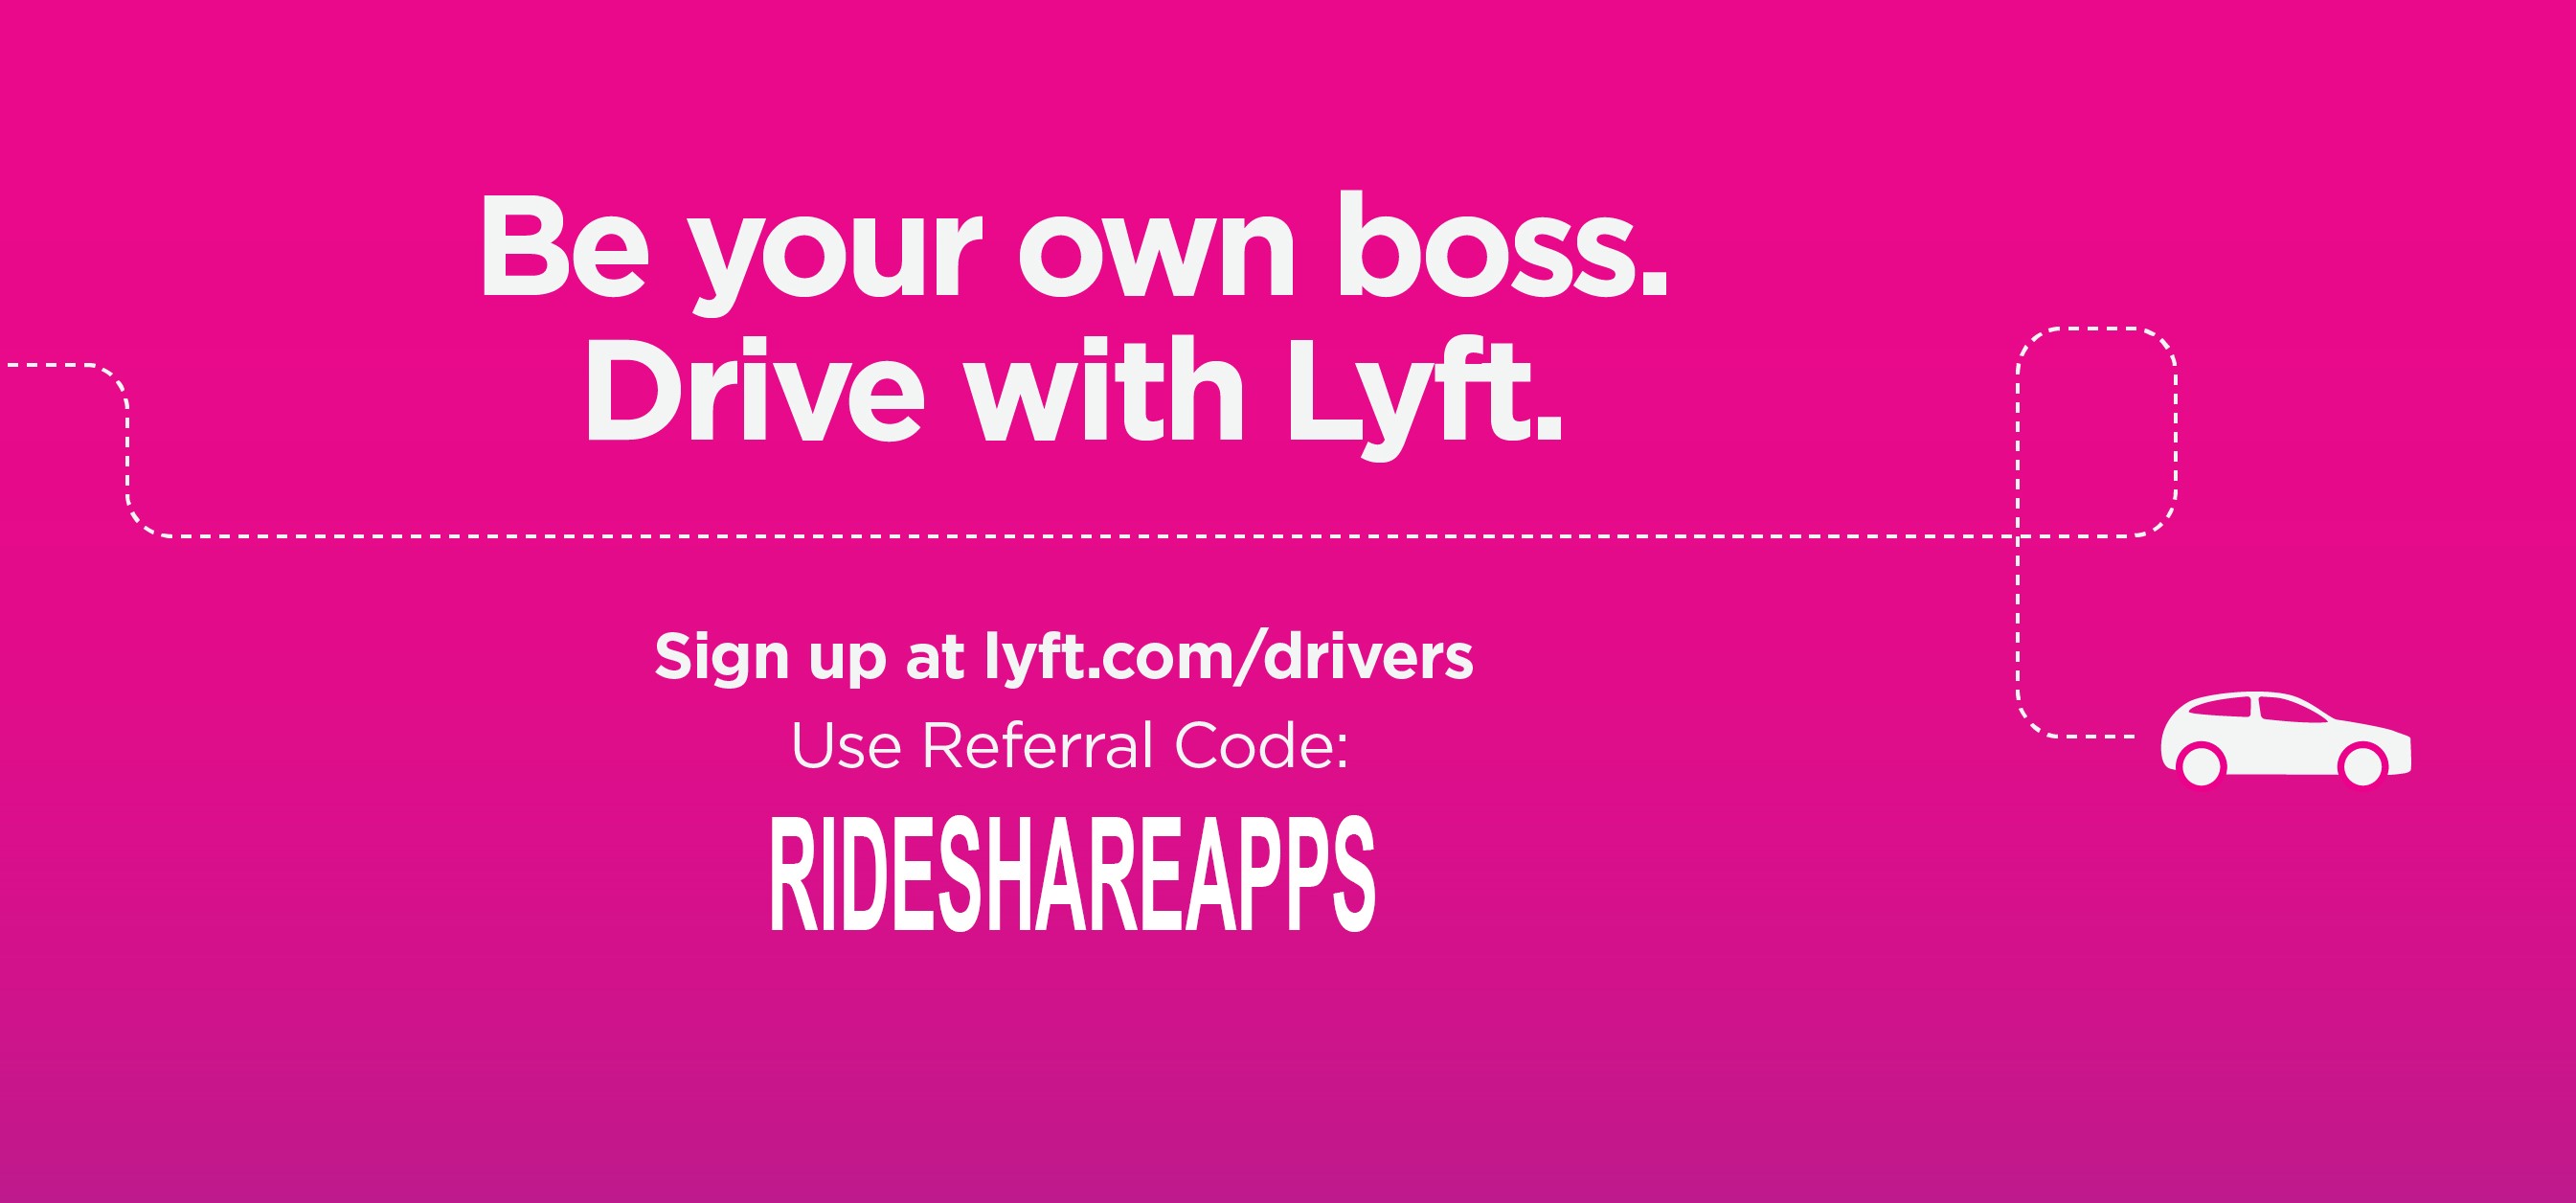 Be your own boss.
Drive with Lyft.
Sign up at lyft.com/drivers
Use Referral Code:
RIDESHAREAPPS